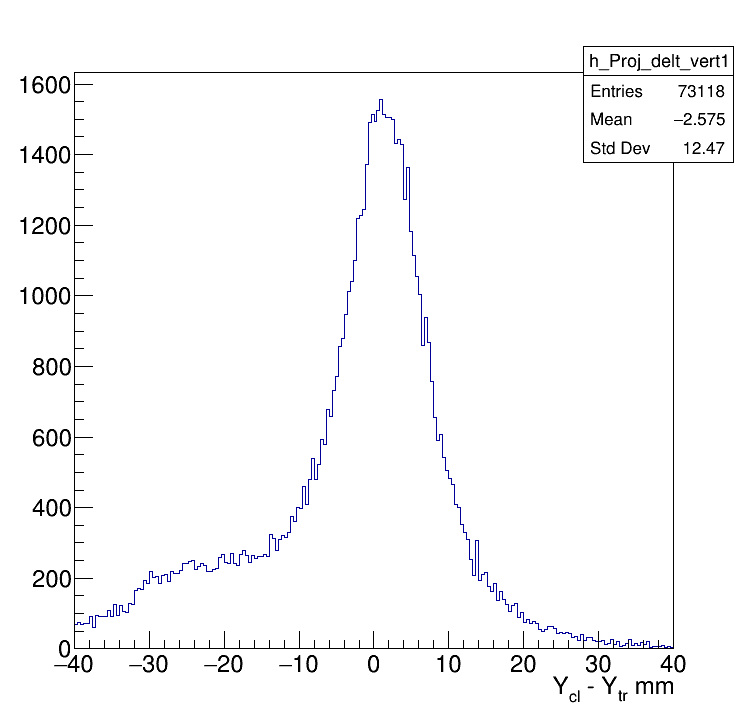 h_Proj_delt_vert1
Entries 73118
Mean −2.575
Std Dev 12.47
1600
1400
1200
1000
800
600
400
200
0
−40 −30 −20 −10 0 10 20 30 40
Ycl - Ytr mm